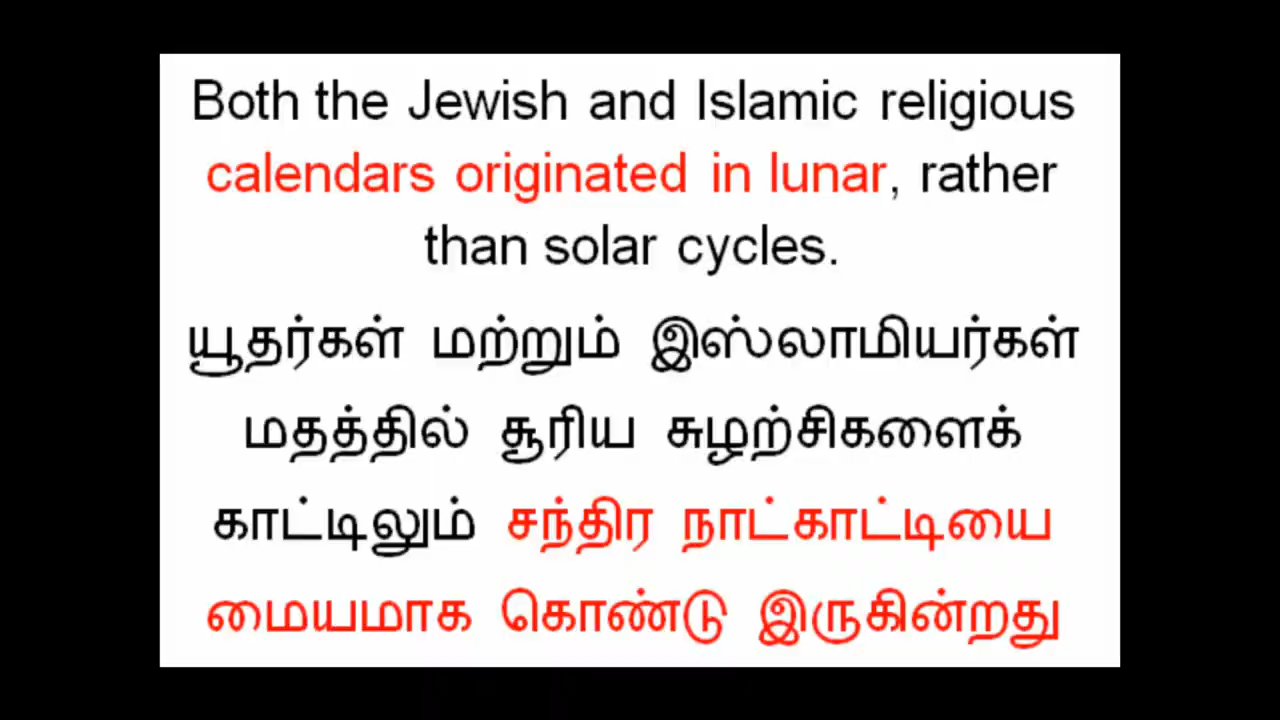 Both the Jewish and Islamic religious
calendars originated in lunar, rather
than solar cycles.
யூதர்கள் மற்றும் இஸ்லாமியர்கள்
மதத்தில் சூரிய சுழற்சிகளைக்
காட்டிலும் சந்திர நாட்காட்டியை
மையமாக கொண்டு இருகின்றது